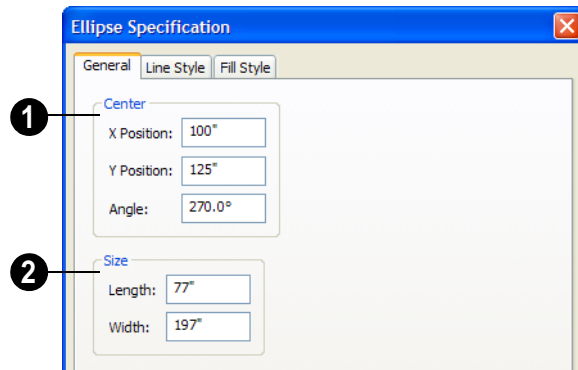 Ellipse Specification
General Line Style Fill Style
1
Center
X Position: 100"
Y Position: 125"
Angle: 270.0°
2
Size
Length: 77"
Width: 197"